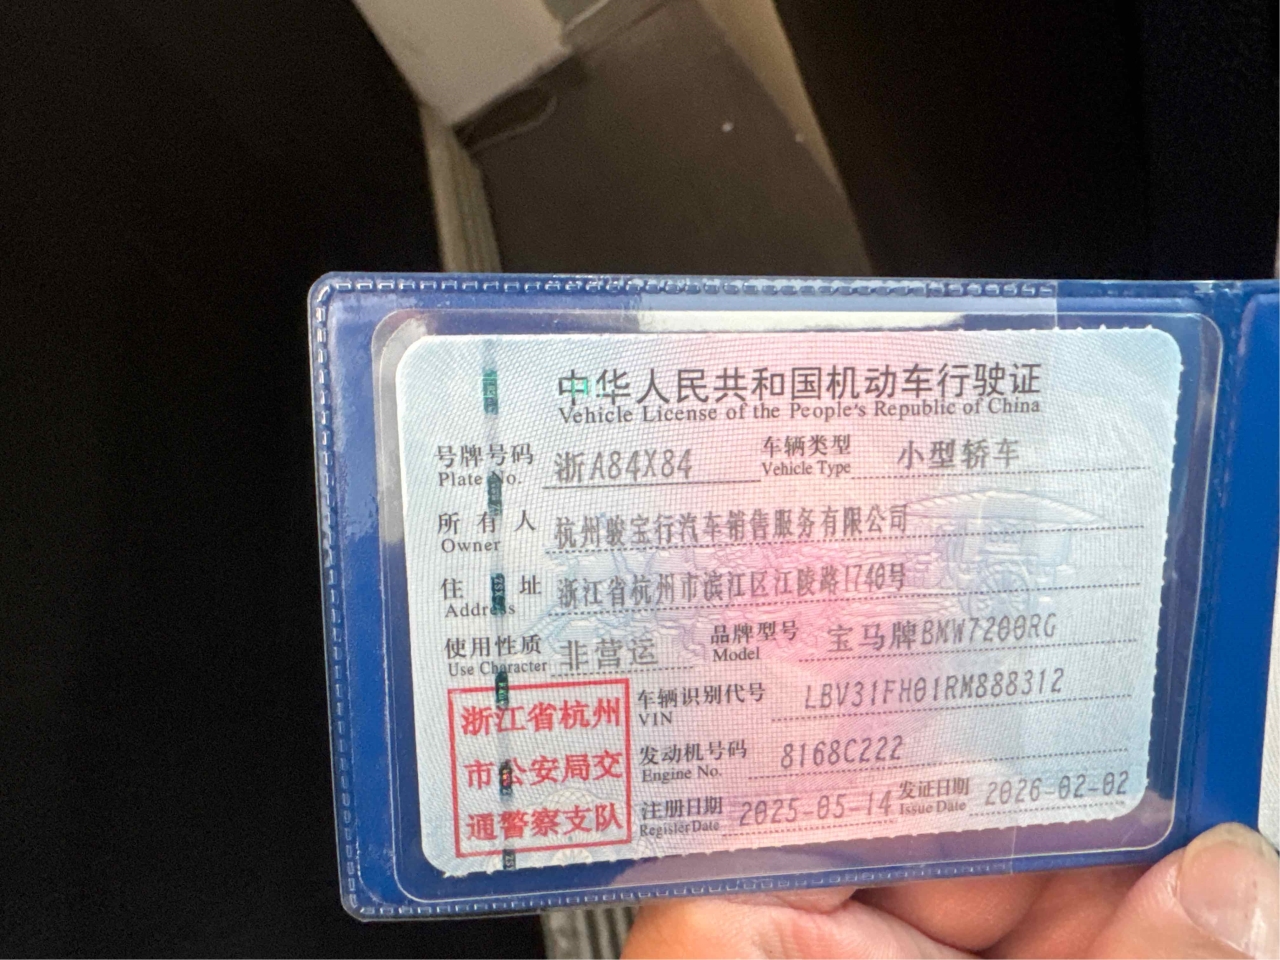 中华人民共和国机动车行驶证
Vehicle License of the People's Republic of China
号牌号码 浙A84X84 车辆类型 小型轿车
Plate No. Vehicle Type
所有人 杭州骏宝行汽车销售服务有限公司
Owner
住址 浙江省杭州市滨江区江陵路1740号
Address
使用性质 非营运 品牌型号 宝马牌BMW7200RG
Use Character Model
浙江省杭州
市公安局交
通警察支队
车辆识别代号 LBV31FH01RM888312
VIN
发动机号码 8168C222
Engine No.
注册日期 2025-05-14 发证日期 2026-02-02
Register Date Issue Date